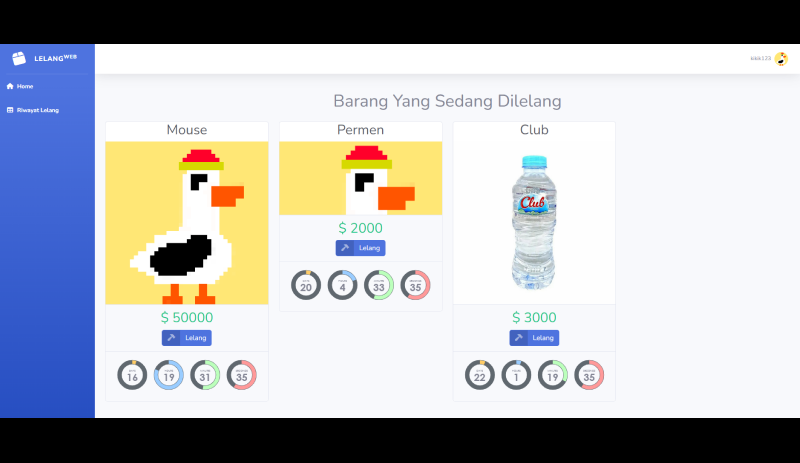 LELANGWEB
kkkk123
Home
Riwayat Lelang
Barang Yang Sedang Dilelang
Mouse
Permen
Club
Club
$ 50000
$ 2000
$ 3000
Lelang
Lelang
Lelang
16
19
31
35
20
4
33
35
22
1
19
35